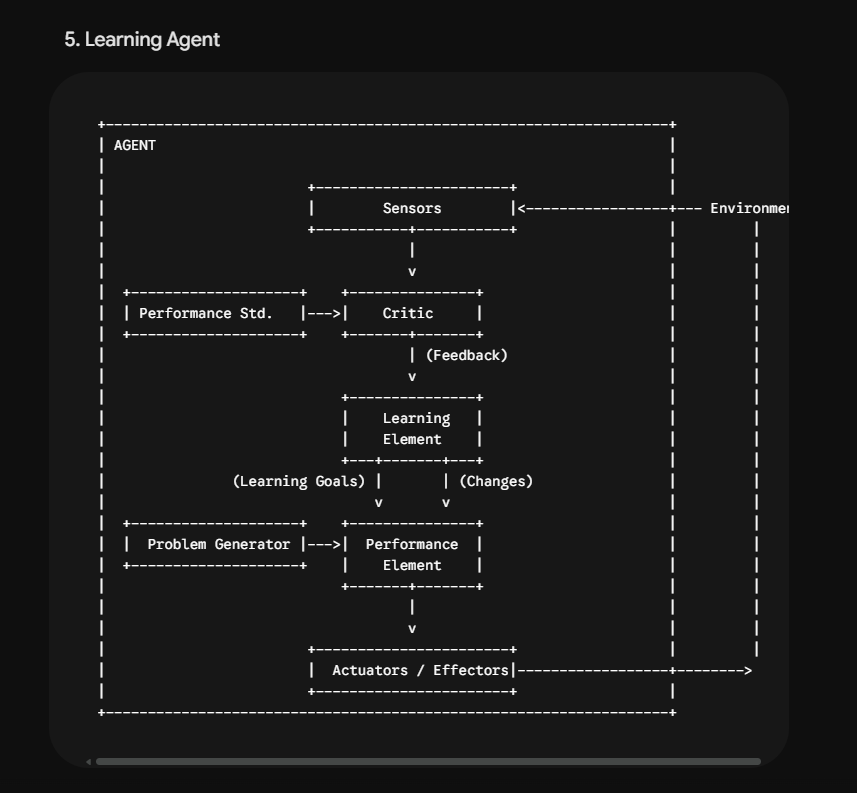 5. Learning Agent
AGENT
Sensors
Environmen
Performance Std.
Critic
(Feedback)
Learning
Element
(Learning Goals)
(Changes)
Problem Generator
Performance
Element
Actuators / Effectors